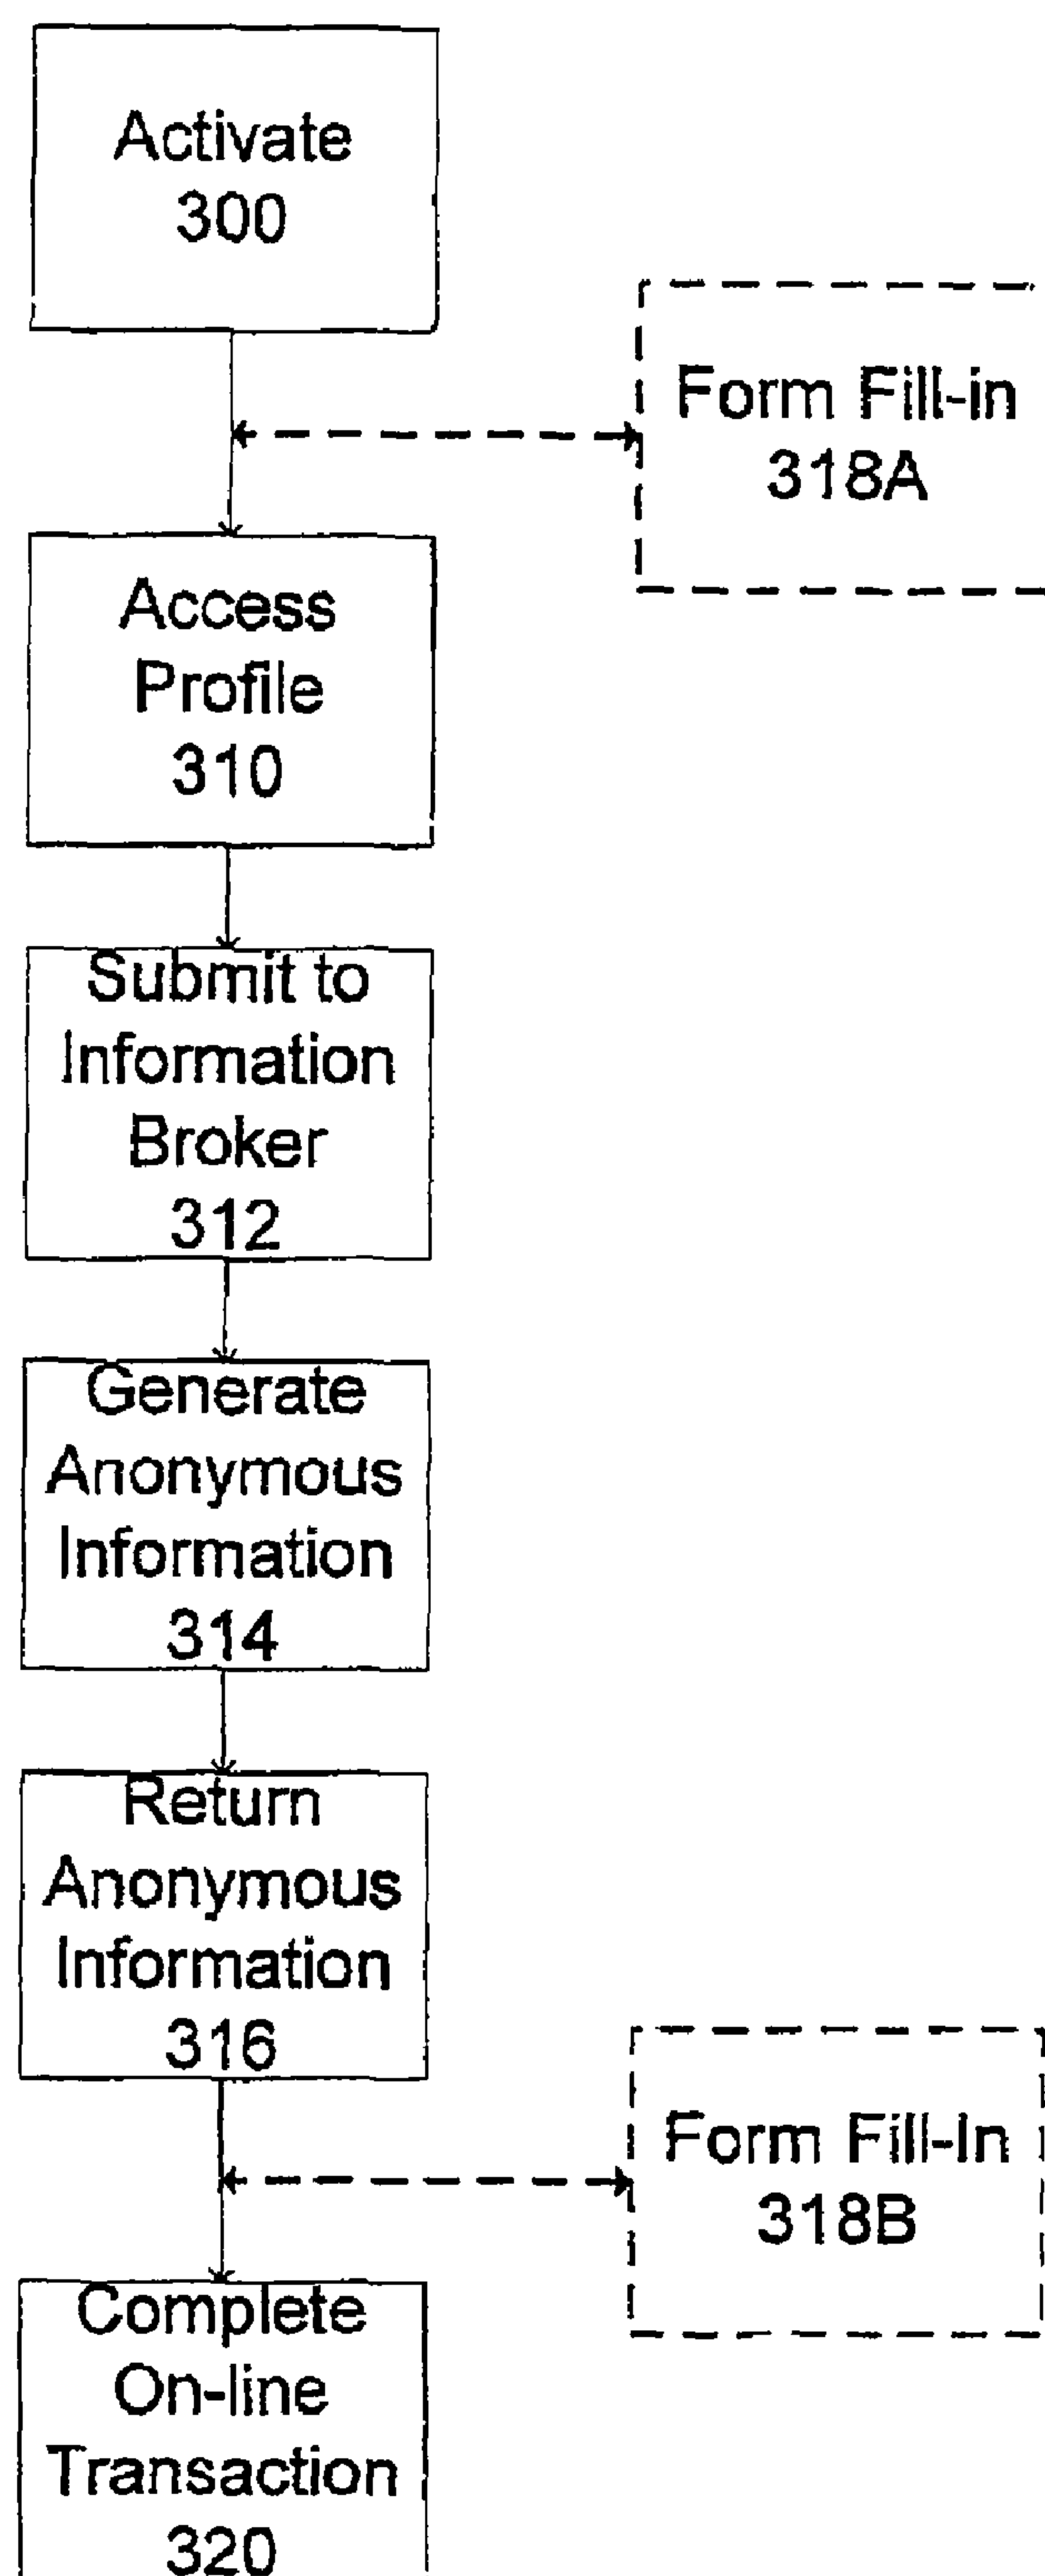 Activate
300
Form Fill-in
318A
Access
Profile
310
Submit to
Information
Broker
312
Generate
Anonymous
Information
314
Return
Anonymous
Information
316
Form Fill-In
318B
Complete
On-line
Transaction
320